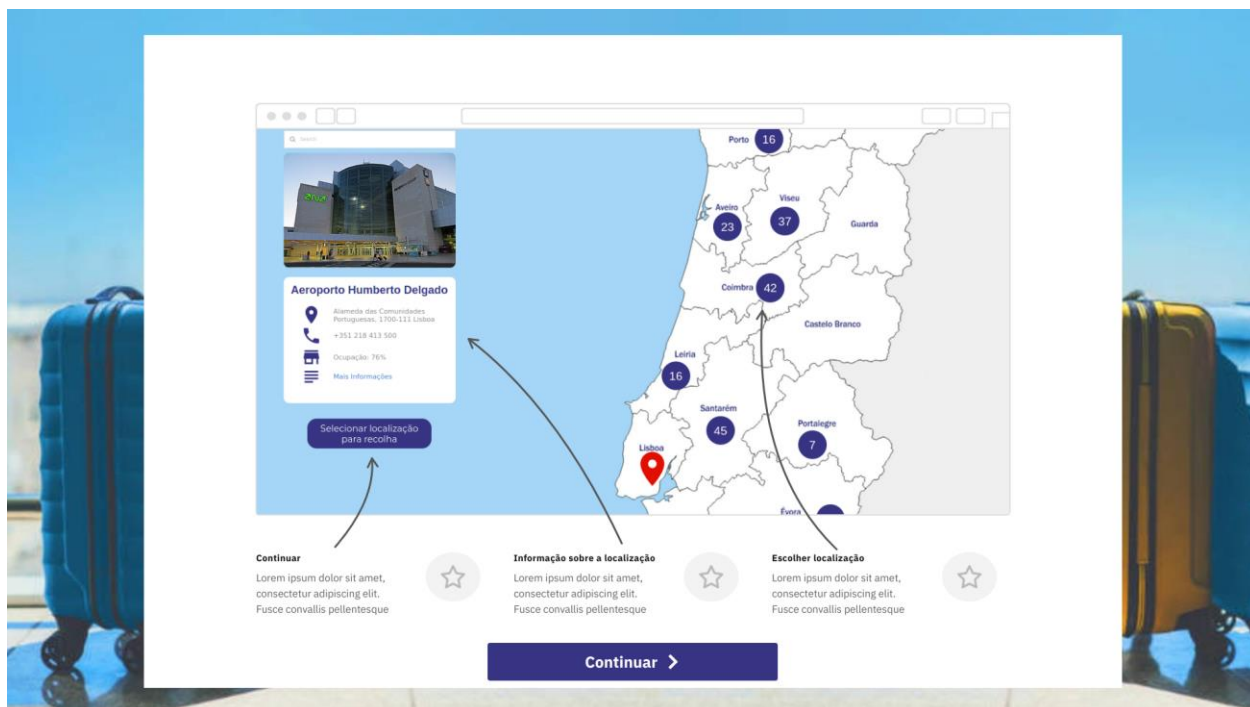 Search
ana
Aeroporto Humberto Delgado
Alameda das Comunidades
Portuguesas, 1700-111 Lisboa
+351 218 413 500
Ocupação: 76%
Mais Informações
Selecionar localização
para recolha
Porto 16
Aveiro
23
Viseu
37
Guarda
Coimbra 42
Castelo Branco
Leiria
16
Santarém
45
Portalegre
7
Lisboa
Évora
Continuar
Lorem ipsum dolor sit amet,
consectetur adipiscing elit.
Fusce convallis pellentesque
Informação sobre a localização
Lorem ipsum dolor sit amet,
consectetur adipiscing elit.
Fusce convallis pellentesque
Escolher localização
Lorem ipsum dolor sit amet,
consectetur adipiscing elit.
Fusce convallis pellentesque
Continuar